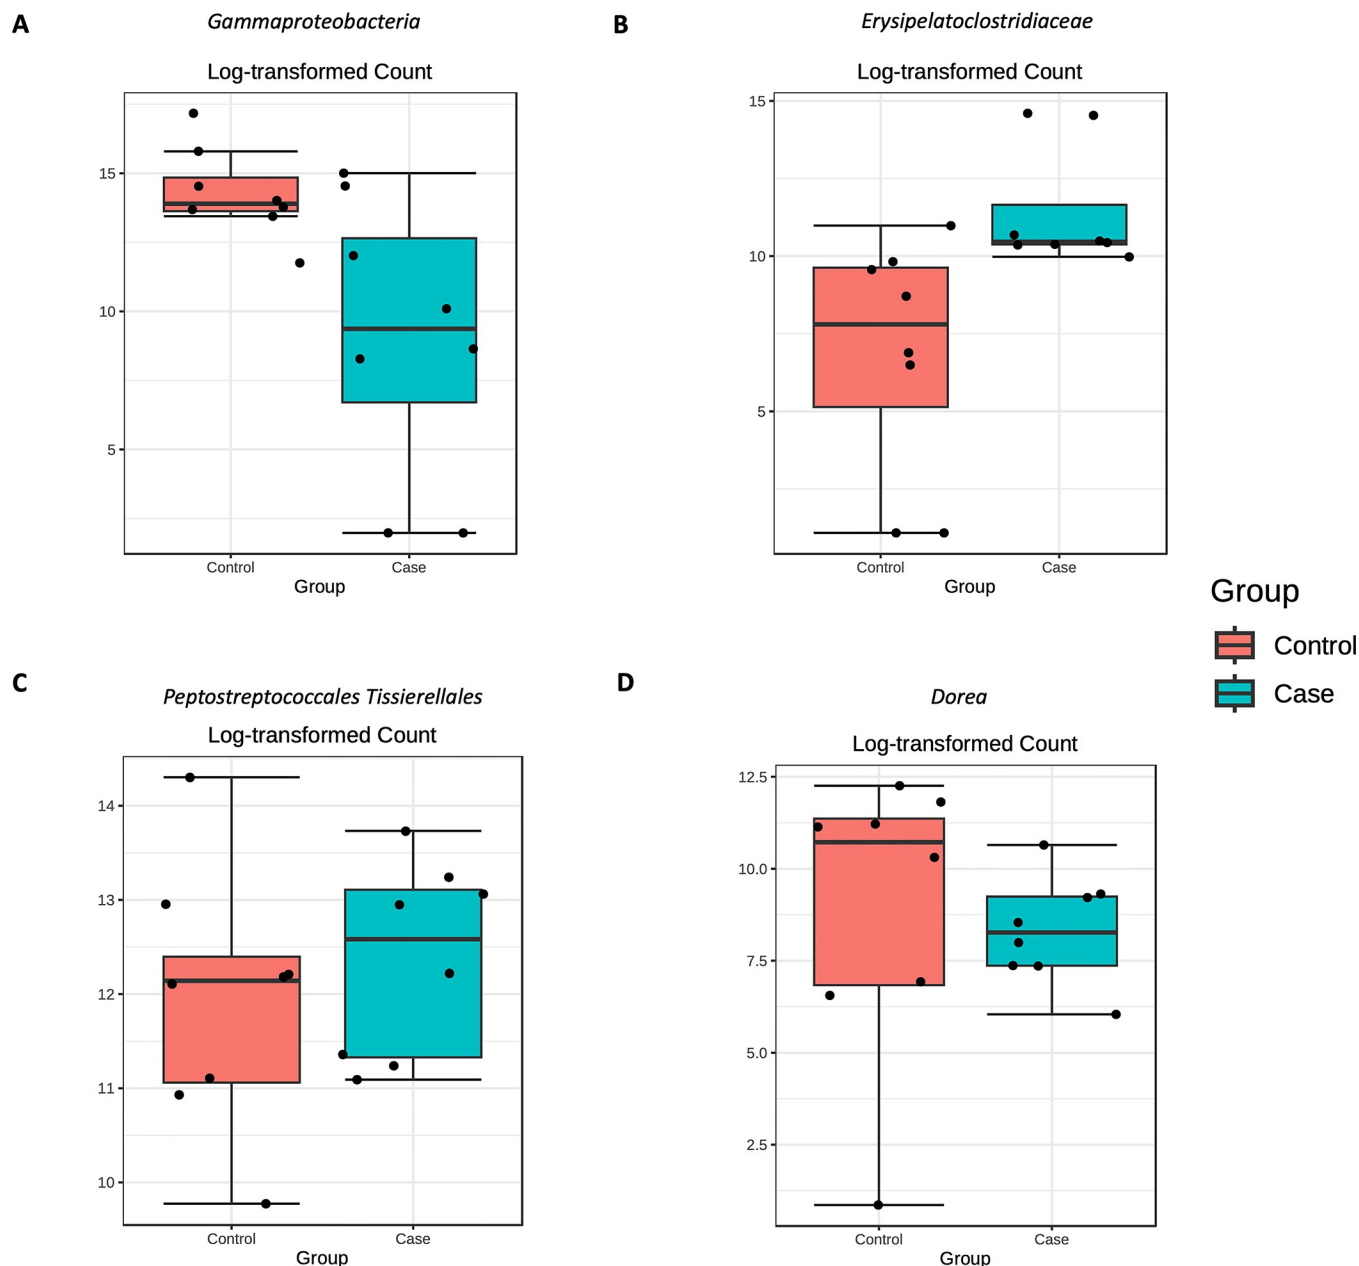 A
Gammaproteobacteria
Log-transformed Count
15
10
5
Control
Case
Group
B
Erysipelatoclostridiaceae
Log-transformed Count
15
10
5
Control
Case
Group
Group
Control
Case
C
Peptostreptococcales Tissierellales
Log-transformed Count
14
13
12
11
10
Control
Case
Group
D
Dorea
Log-transformed Count
12.5
10.0
7.5
5.0
2.5
Control
Case
Group